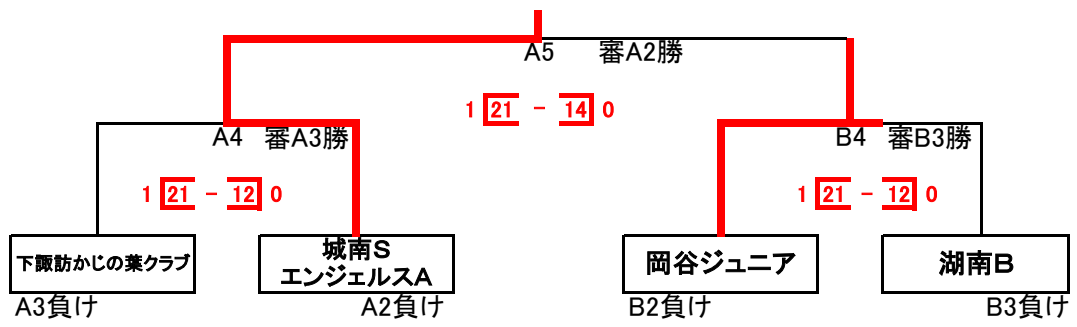 A5 審A2勝
1 21 - 14 0
A4 審A3勝
B4 審B3勝
1 21 - 12 0
1 21 - 12 0
下諏訪かじの葉クラブ
城南S
エンジェルスA
岡谷ジュニア
湖南B
A3負け
A2負け
B2負け
B3負け